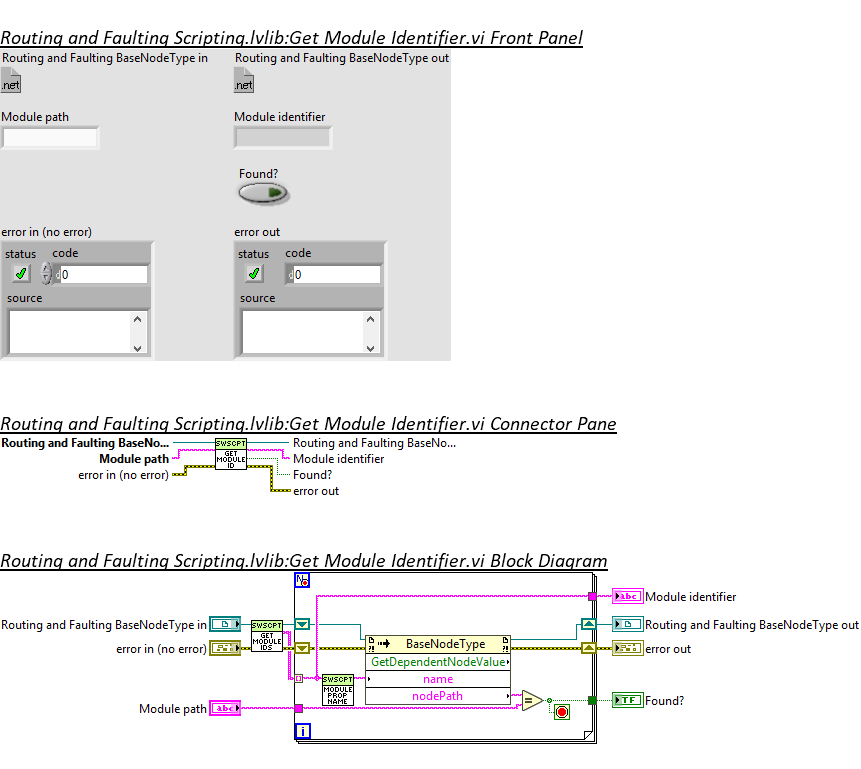 Routing and Faulting Scripting.lvlib:Get Module Identifier.vi Front Panel
Routing and Faulting BaseNodeType in
Routing and Faulting BaseNodeType out
.net
.net
Module path
Module identifier
Found?
error in (no error)
error out
status code
status code
d 0
d 0
source
source
Routing and Faulting Scripting.lvlib:Get Module Identifier.vi Connector Pane
Routing and Faulting BaseNo...
SWSCPT
GET
MODULE
ID
Routing and Faulting BaseNo...
Module path
Module identifier
error in (no error)
Found?
error out
Routing and Faulting Scripting.lvlib:Get Module Identifier.vi Block Diagram
N
abc
Module identifier
Routing and Faulting BaseNodeType in
SWSCPT
GET
MODULE
IDS
Routing and Faulting BaseNodeType out
error in (no error)
BaseNodeType
?!
?!
error out
GetDependentNodeValue
SWSCPT
MODULE
PROP
NAME
name
nodePath
Module path
abc
=
TF
Found?
i